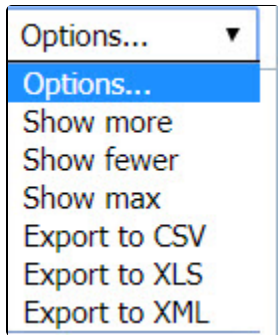 Options...
Options...
Show more
Show fewer
Show max
Export to CSV
Export to XLS
Export to XML